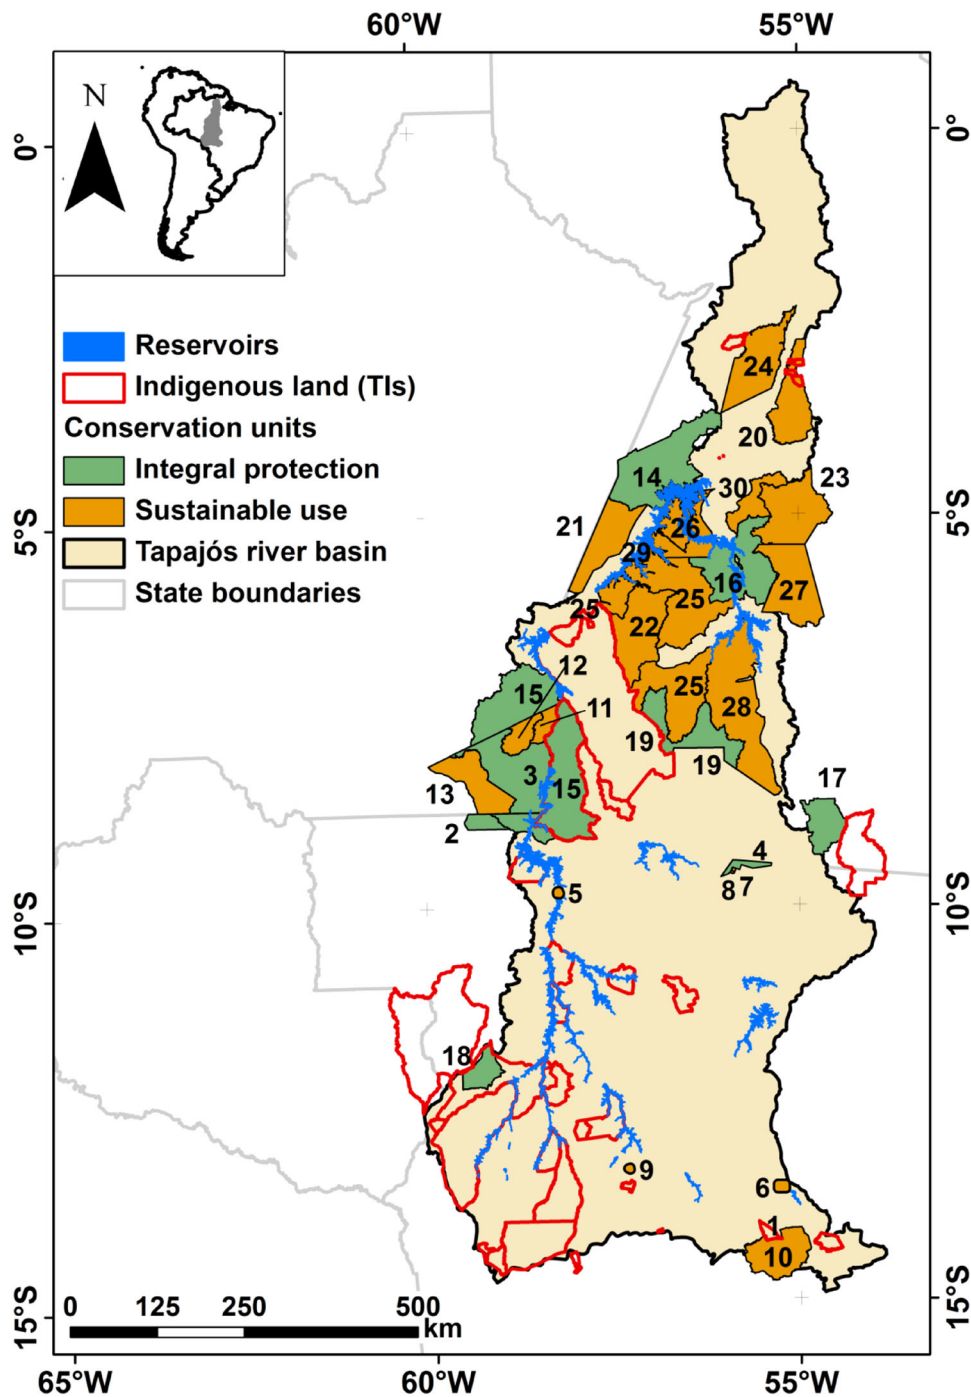 60°W 55°W
N
0° 0°
Reservoirs
Indigenous land (TIs)
Conservation units
Integral protection
Sustainable use
Tapajós river basin
State boundaries
24
20
14 30 23
21 26
5°S 5°S
29
16 27
25
25
22
12
15 25 28
11
19 19
3 15 17
13
2 4
8 7
5
10°S 10°S
18
9
6
1
10
0 125 250 500
km
15°S 15°S
65°W 60°W 55°W